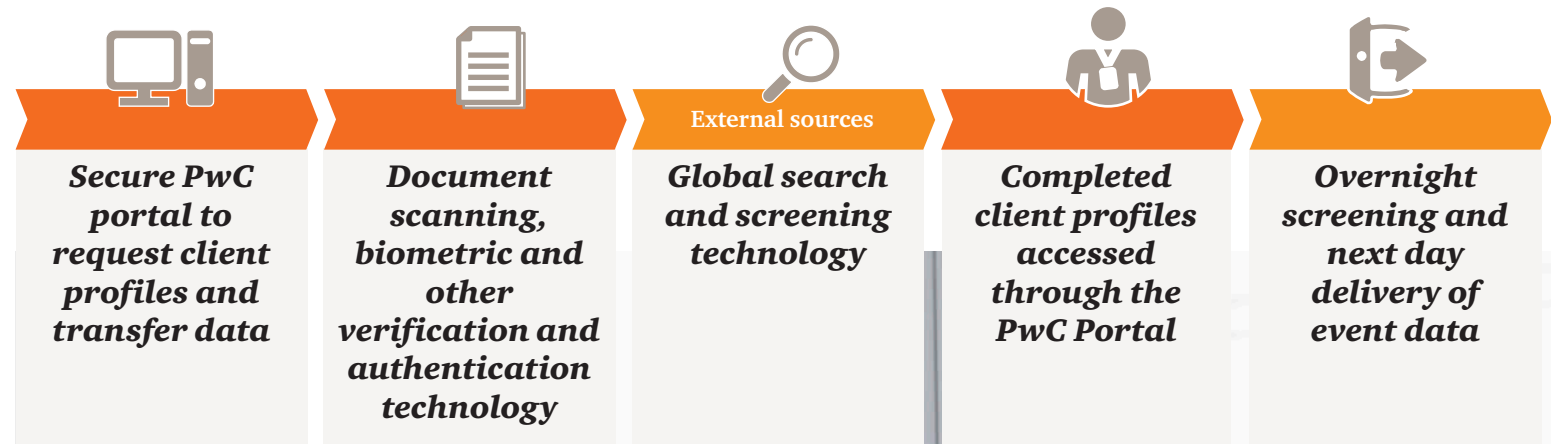 External sources
Secure PwC
portal to
request client
profiles and
transfer data
Document
scanning,
biometric and
other
verification and
authentication
technology
Global search
and screening
technology
Completed
client profiles
accessed
through the
PwC Portal
Overnight
screening and
next day
delivery of
event data